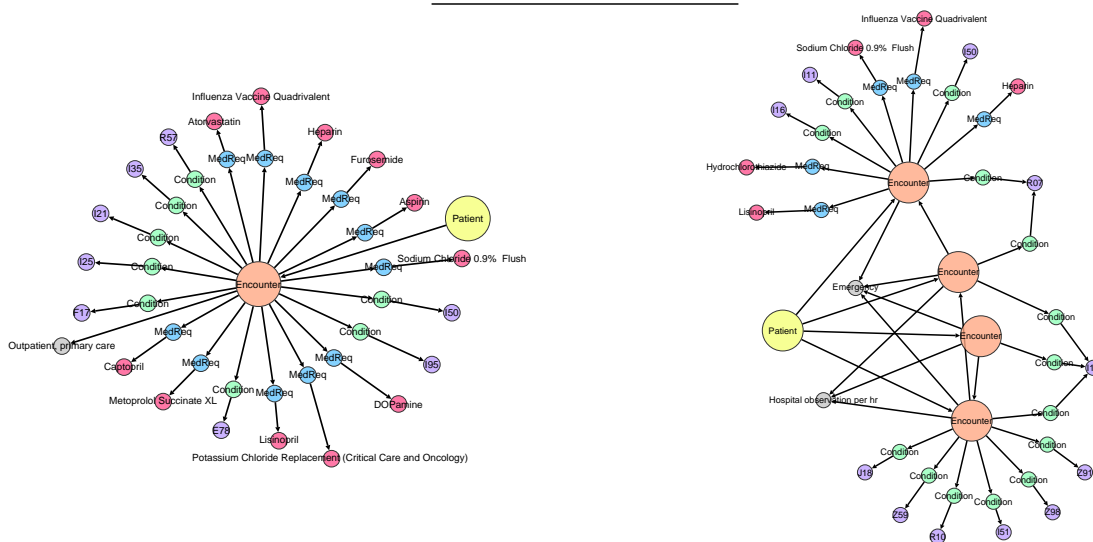 Influenza Vaccine Quadrivalent
Atorvastatin
Heparin
R57
Furosemide
MedReq
MedReq
I35
Condition
MedReq
MedReq
Aspirin
I21
Condition
Patient
Condition
MedReq
I25
Condition
MedReq
Sodium Chloride 0.9% Flush
Encounter
F17
Condition
Condition
I50
Outpatient, primary care
MedReq
Condition
Captopril
MedReq
MedReq
I95
MedReq
Metoprolol Succinate XL
Condition
MedReq
DOPamine
E78
Lisinopril
Potassium Chloride Replacement (Critical Care and Oncology)
Influenza Vaccine Quadrivalent
Sodium Chloride 0.9% Flush
I50
I11
MedReq
MedReq
Heparin
Condition
Condition
I16
MedReq
Condition
Hydrochlorothiazide
MedReq
Encounter
Condition
R07
Lisinopril
MedReq
Condition
Encounter
Emergency
Condition
Patient
Encounter
Condition
Hospital observation per hr
Condition
Encounter
Condition
J18
Condition
Z91
Condition
Condition
Z59
Condition
Condition
Z98
R10
I51